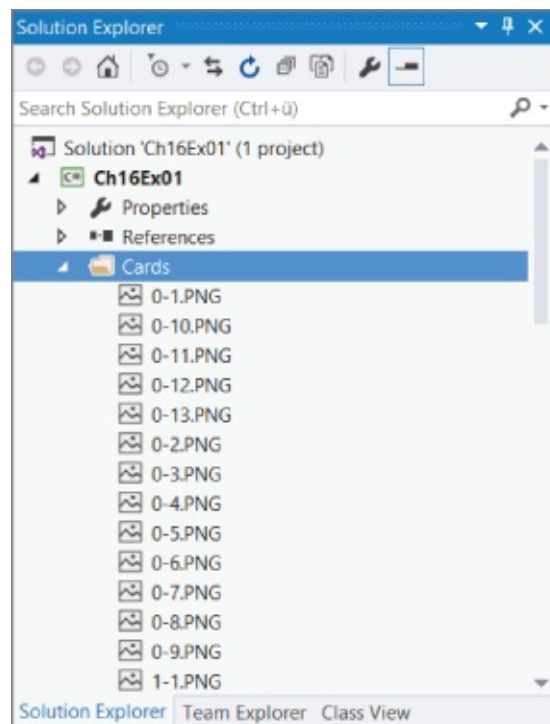 Solution Explorer
Search Solution Explorer (Ctrl+ü)
Solution 'Ch16Ex01' (1 project)
C# Ch16Ex01
Properties
References
Cards
0-1.PNG
0-10.PNG
0-11.PNG
0-12.PNG
0-13.PNG
0-2.PNG
0-3.PNG
0-4.PNG
0-5.PNG
0-6.PNG
0-7.PNG
0-8.PNG
0-9.PNG
1-1.PNG
Solution Explorer Team Explorer Class View